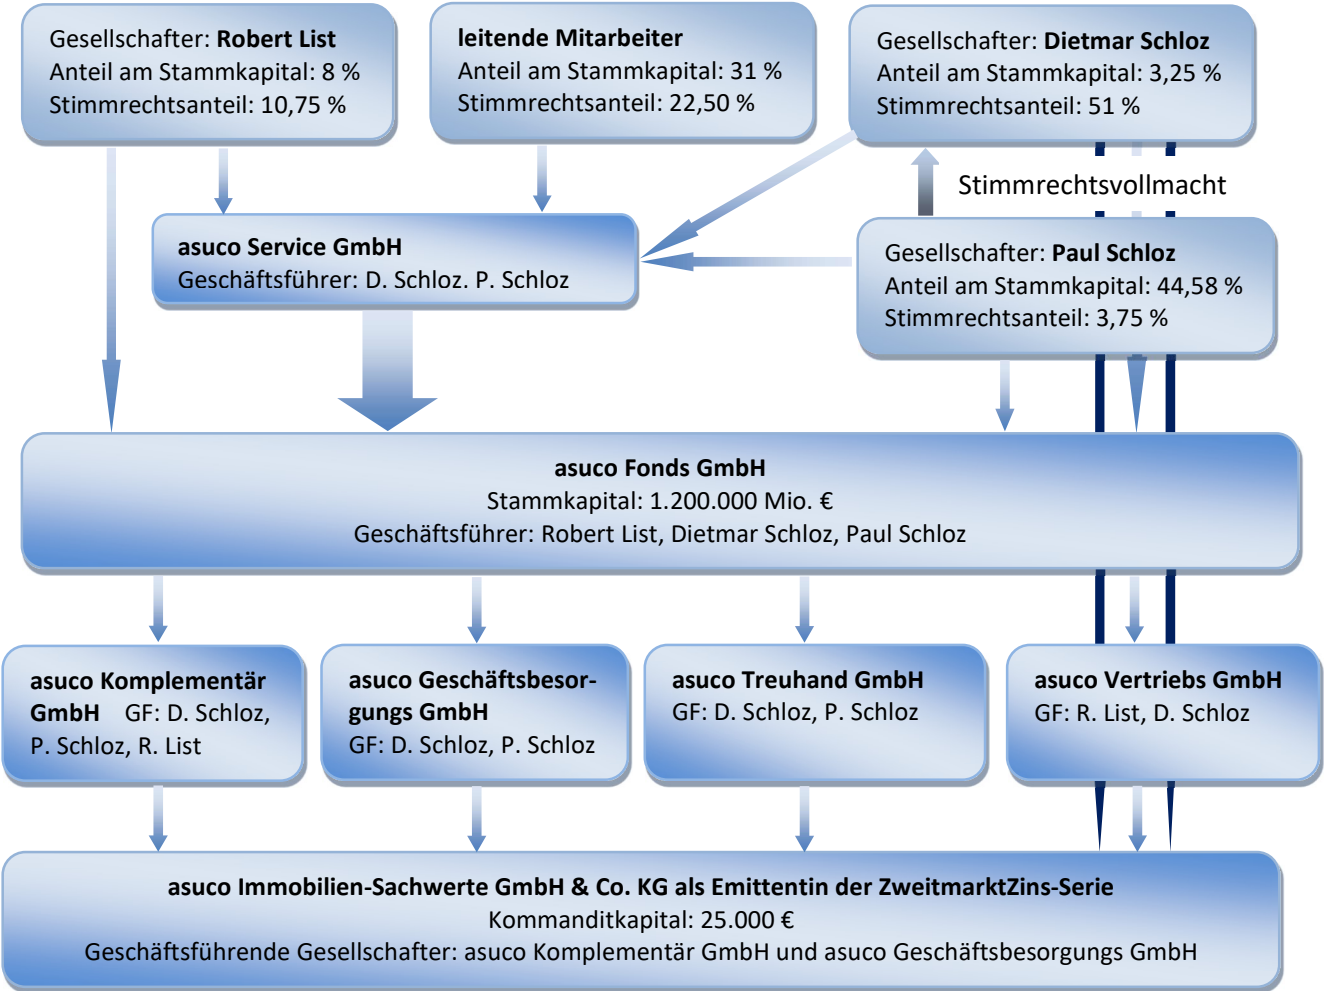 Gesellschafter: Robert List
Anteil am Stammkapital: 8 %
Stimmrechtsanteil: 10,75 %
leitende Mitarbeiter
Anteil am Stammkapital: 31 %
Stimmrechtsanteil: 22,50 %
Gesellschafter: Dietmar Schloz
Anteil am Stammkapital: 3,25 %
Stimmrechtsanteil: 51 %
Stimmrechtsvollmacht
asuco Service GmbH
Geschäftsführer: D. Schloz. P. Schloz
Gesellschafter: Paul Schloz
Anteil am Stammkapital: 44,58 %
Stimmrechtsanteil: 3,75 %
asuco Fonds GmbH
Stammkapital: 1.200.000 Mio. €
Geschäftsführer: Robert List, Dietmar Schloz, Paul Schloz
asuco Komplementär
GmbH GF: D. Schloz,
P. Schloz, R. List
asuco Geschäftsbesor-
gungs GmbH
GF: D. Schloz, P. Schloz
asuco Treuhand GmbH
GF: D. Schloz, P. Schloz
asuco Vertriebs GmbH
GF: R. List, D. Schloz
asuco Immobilien-Sachwerte GmbH & Co. KG als Emittentin der ZweitmarktZins-Serie
Kommanditkapital: 25.000 €
Geschäftsführende Gesellschafter: asuco Komplementär GmbH und asuco Geschäftsbesorgungs GmbH